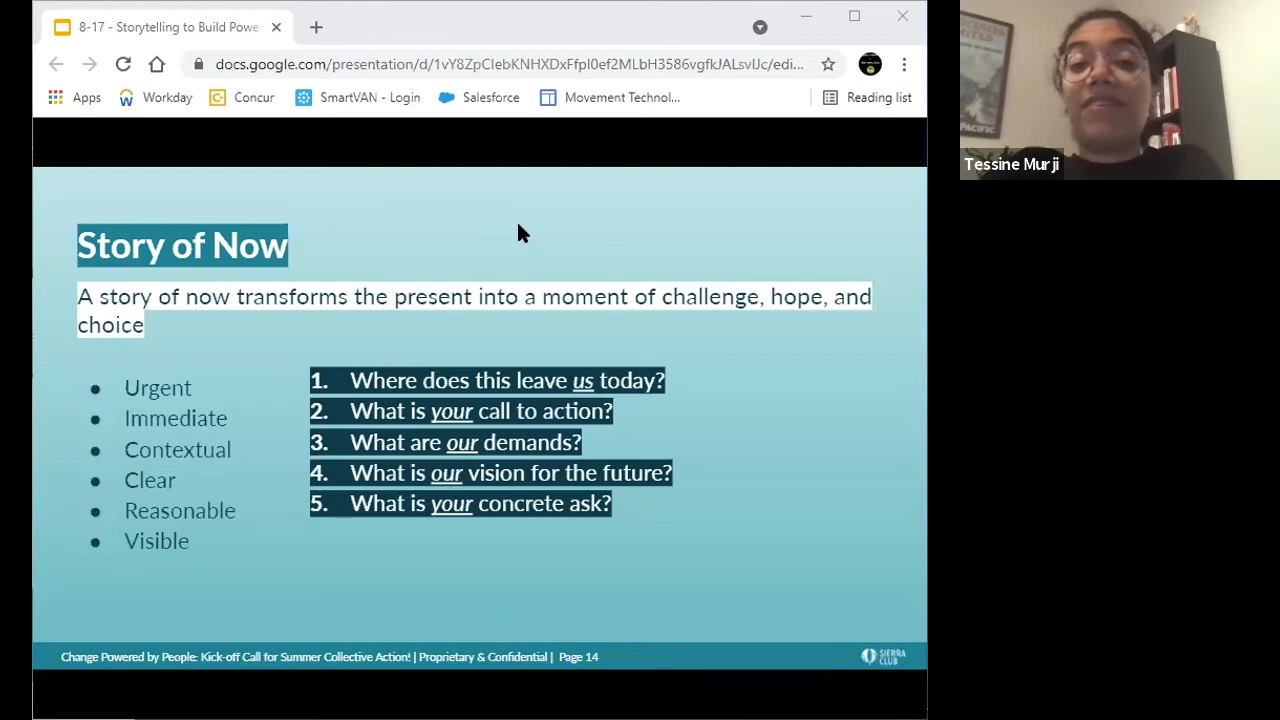 8-17 - Storytelling to Build Powe
docs.google.com/presentation/d/1vY8ZpClebKNHXDxFfpl0ef2MLbH3586vgfkJALsvlJc/edi...
Apps Workday Concur SmartVAN - Login Salesforce Movement Technol... Reading list
PACIFIC
Tessine Murji
Story of Now
A story of now transforms the present into a moment of challenge, hope, and
choice
● Urgent
● Immediate
● Contextual
● Clear
● Reasonable
● Visible
1. Where does this leave us today?
2. What is your call to action?
3. What are our demands?
4. What is our vision for the future?
5. What is your concrete ask?
Change Powered by People: Kick-off Call for Summer Collective Action! | Proprietary & Confidential | Page 14
SIERRA
CLUB